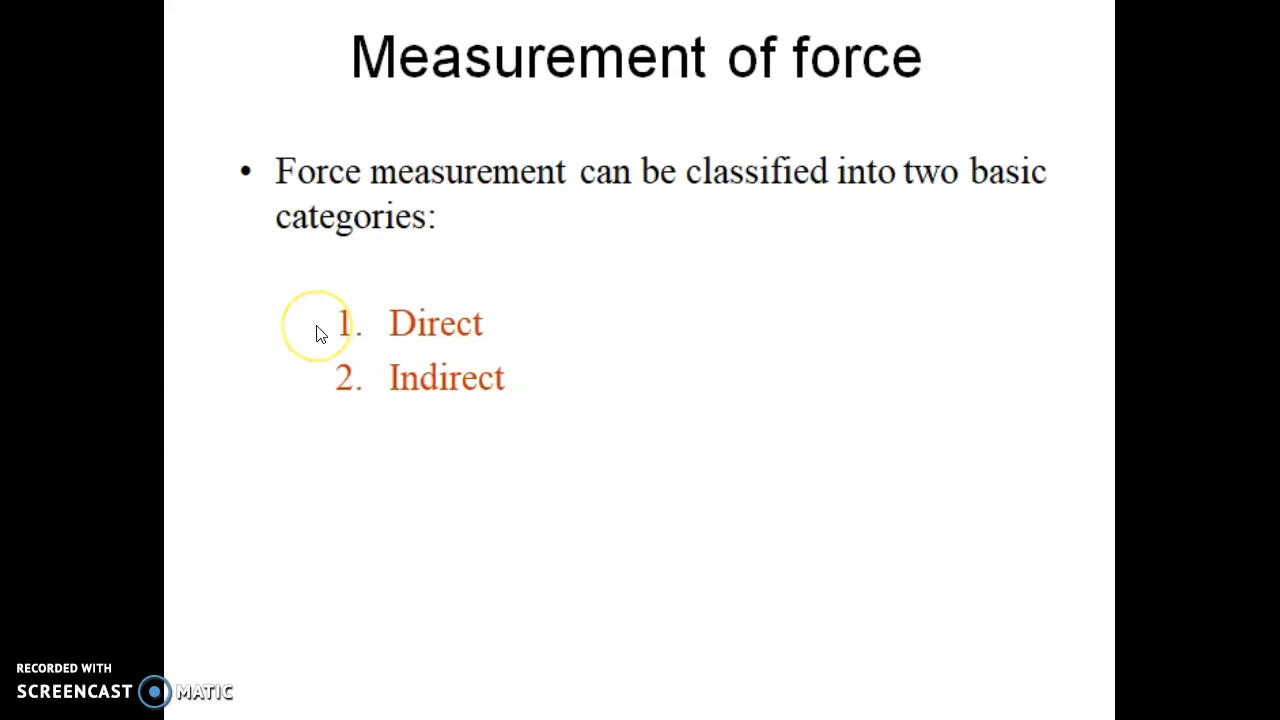 Measurement of force
• Force measurement can be classified into two basic
categories:
1. Direct
2. Indirect
RECORDED WITH
SCREENCAST MATIC